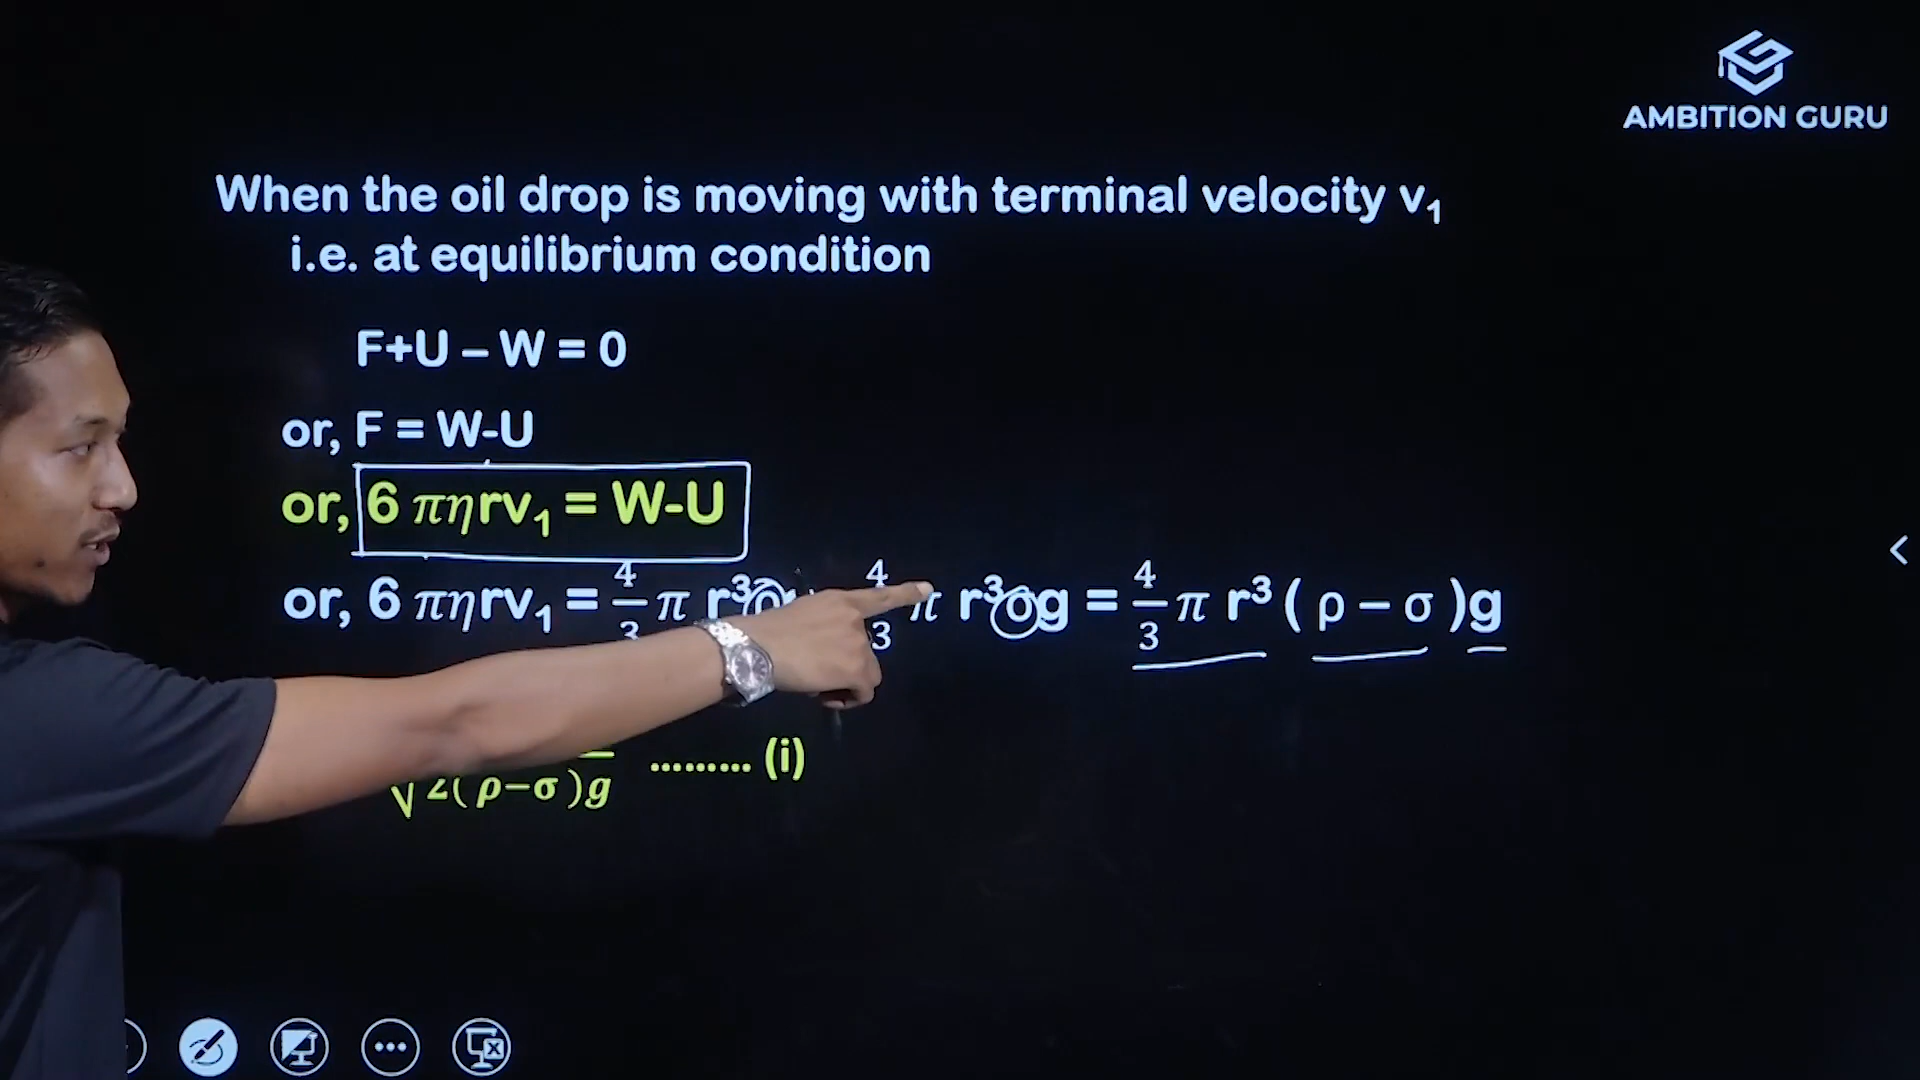 AMBITION GURU
When the oil drop is moving with terminal velocity v₁
i.e. at equilibrium condition
F+U – W = 0
or, F = W-U
or, 6 πηrv₁ = W-U
or, 6 πηrv₁ = 4/3 π r³ 4/3 π r³σg = 4/3 π r³ ( ρ – σ )g
√ 2( ρ–σ )g ......... (i)